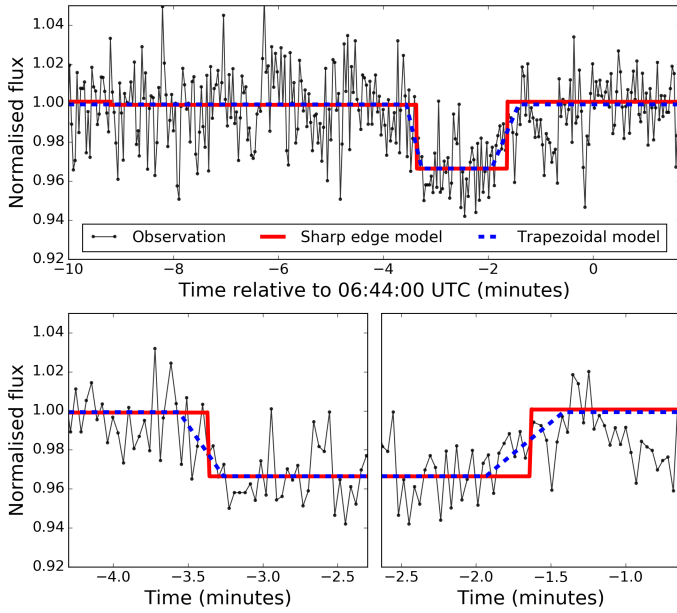 1.04
1.02
1.00
0.98
0.96
0.94
0.92
Normalised flux
Observation Sharp edge model Trapezoidal model
−10 −8 −6 −4 −2 0
Time relative to 06:44:00 UTC (minutes)
1.04
1.02
1.00
0.98
0.96
0.94
0.92
Normalised flux
−4.0 −3.5 −3.0 −2.5
Time (minutes)
−2.5 −2.0 −1.5 −1.0
Time (minutes)